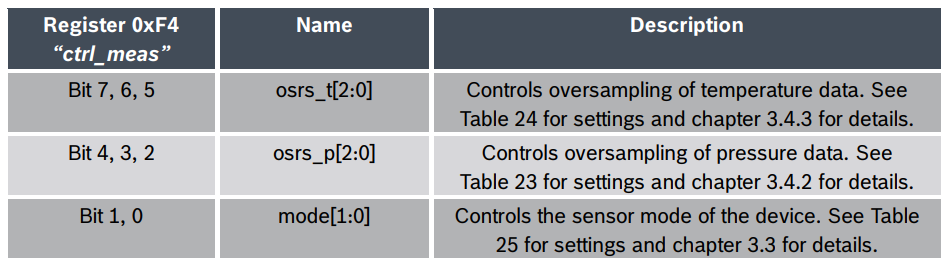 Register 0xF4 Name Description
“ctrl_meas”
Bit 7, 6, 5 osrs_t[2:0] Controls oversampling of temperature data. See
Table 24 for settings and chapter 3.4.3 for details.
Bit 4, 3, 2 osrs_p[2:0] Controls oversampling of pressure data. See
Table 23 for settings and chapter 3.4.2 for details.
Bit 1, 0 mode[1:0] Controls the sensor mode of the device. See Table
25 for settings and chapter 3.3 for details.